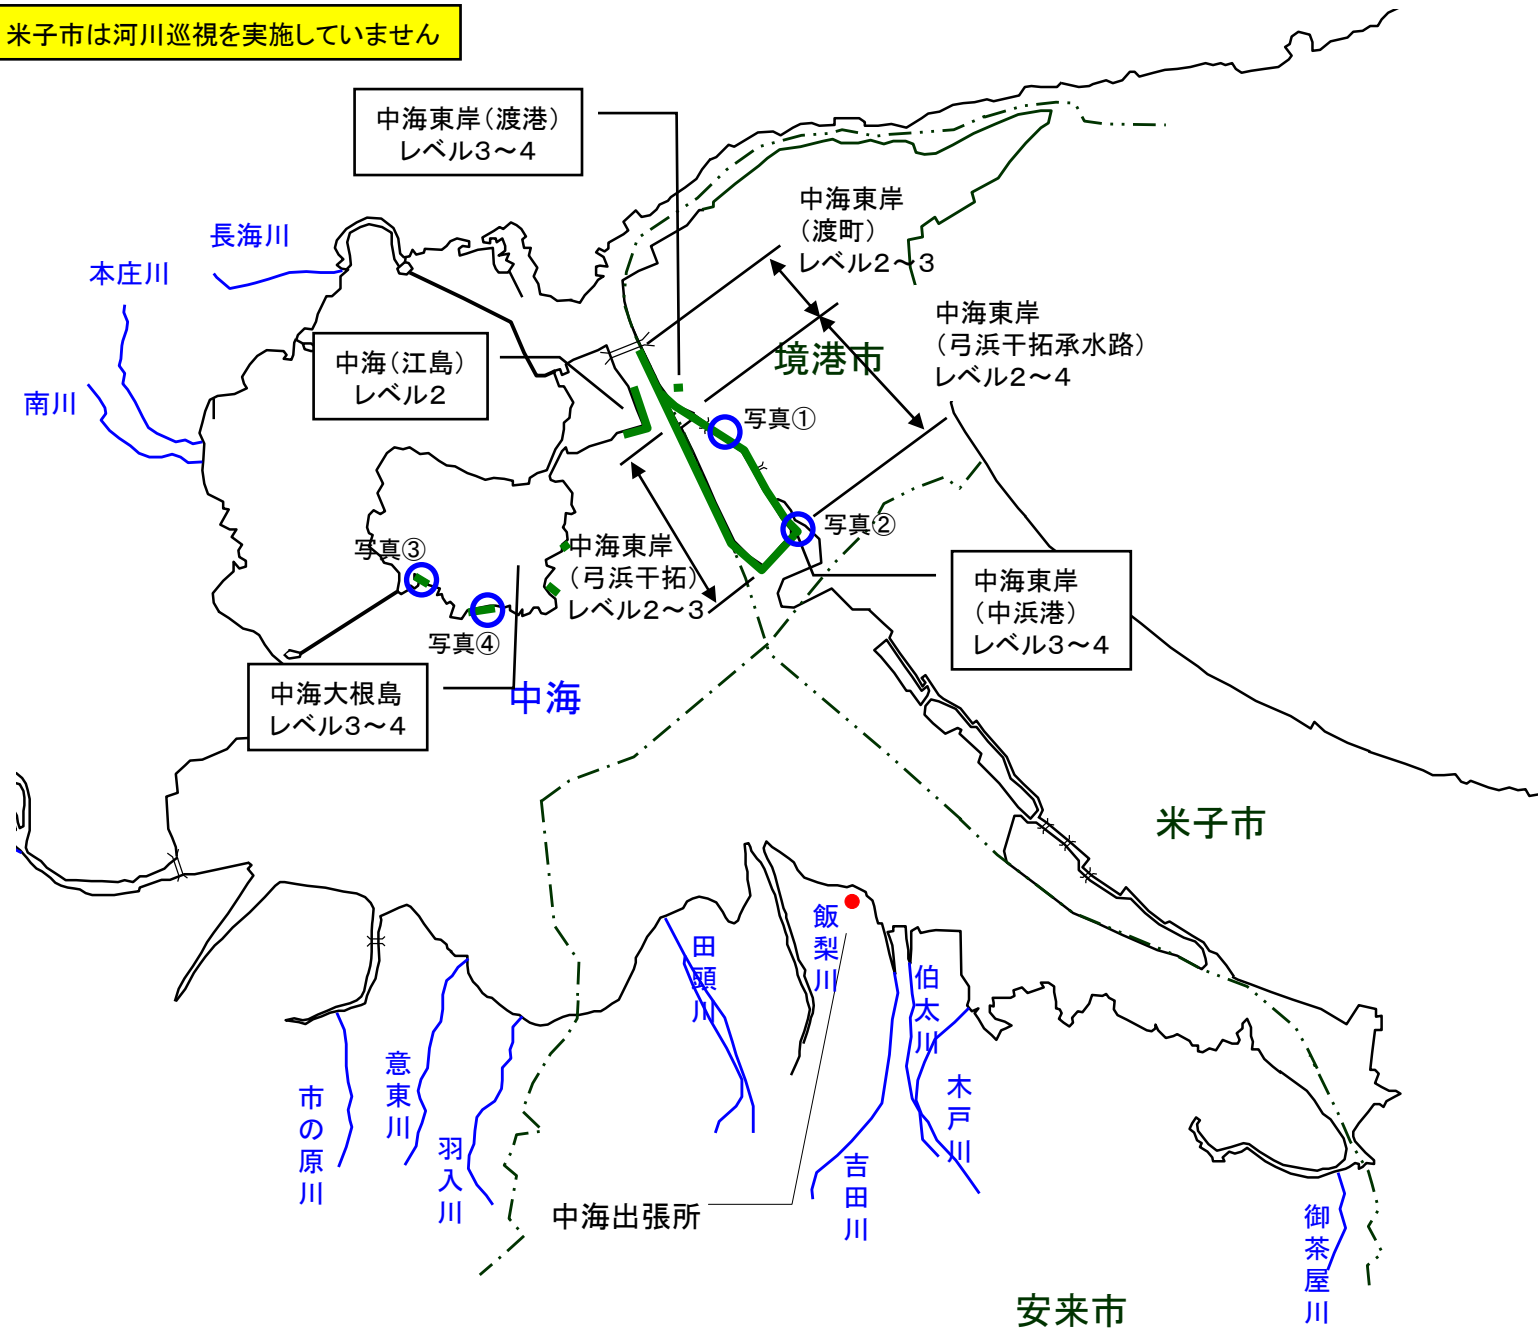 米子市は河川巡視を実施していません
中海東岸（渡港）
レベル３～４
中海東岸
（渡町）
レベル２～３
長海川
本庄川
南川
中海（江島）
レベル２
境港市
中海東岸
（弓浜干拓承水路）
レベル２～４
写真①
写真②
写真③
写真④
中海東岸
（弓浜干拓）
レベル２～３
中海東岸
（中浜港）
レベル３～４
中海大根島
レベル３～４
中海
米子市
田頭川
飯梨川
伯太川
木戸川
市の原川
意東川
羽入川
吉田川
中海出張所
御茶屋川
安来市